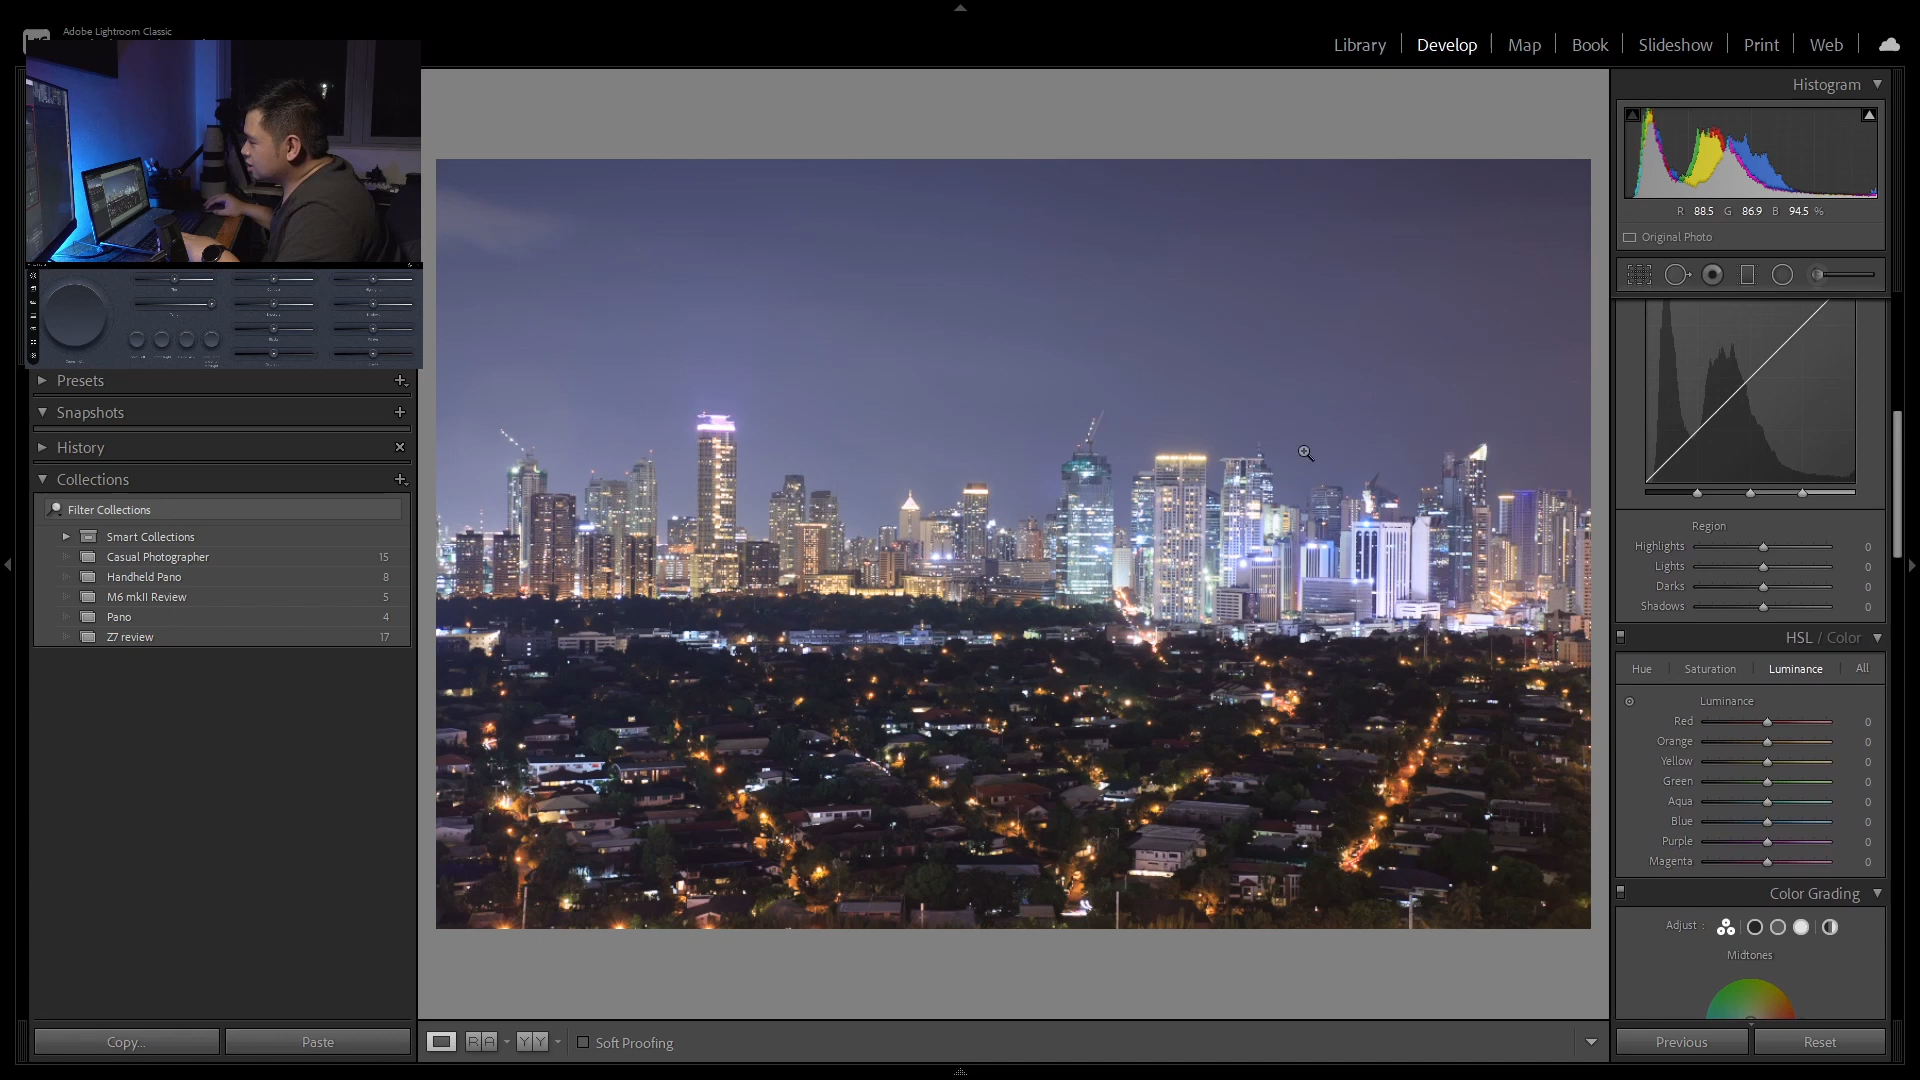 Adobe Lightroom Classic
Library
Develop
Map
Book
Slideshow
Print
Web
Histogram
R 88.5 G 86.9 B 94.5 %
Original Photo
Presets
Snapshots
History
Collections
Filter Collections
Smart Collections
Casual Photographer 15
Handheld Pano 8
M6 mkII Review 5
Pano 4
Z7 review 17
Region
Highlights 0
Lights 0
Darks 0
Shadows 0
HSL / Color
Hue Saturation Luminance All
Luminance
Red 0
Orange 0
Yellow 0
Green 0
Aqua 0
Blue 0
Purple 0
Magenta 0
Color Grading
Adjust :
Midtones
Copy...
Paste
R A
Y Y
Soft Proofing
Previous
Reset